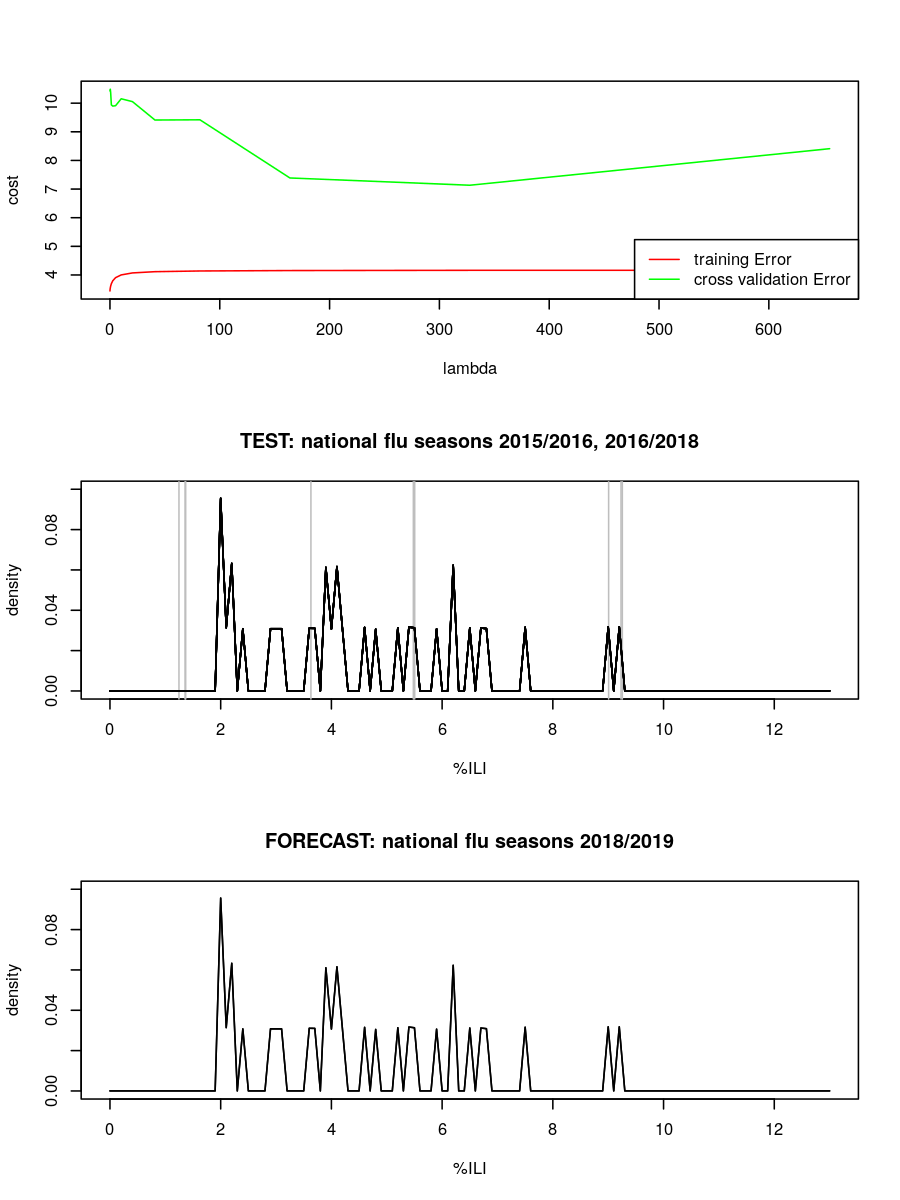 10
9
8
7
6
5
4
cost
training Error
cross validation Error
0 100 200 300 400 500 600
lambda
TEST: national flu seasons 2015/2016, 2016/2018
0.08
0.04
0.00
density
0 2 4 6 8 10 12
%ILI
FORECAST: national flu seasons 2018/2019
0.08
0.04
0.00
density
0 2 4 6 8 10 12
%ILI